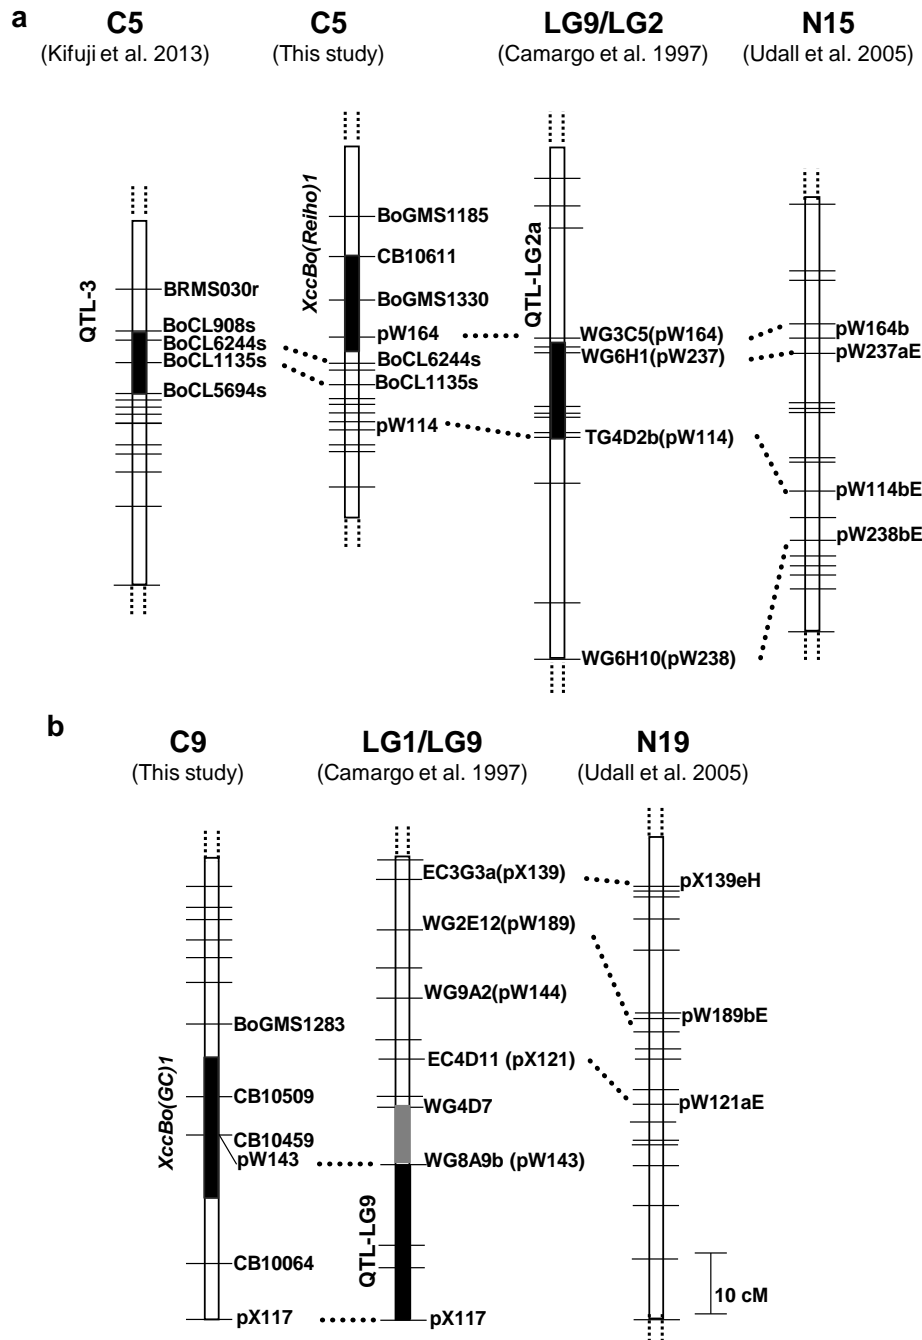 a
C5
(Kifuji et al. 2013)
C5
(This study)
LG9/LG2
(Camargo et al. 1997)
N15
(Udall et al. 2005)
QTL-3
BRMS030r
BoCL908s
BoCL6244s
BoCL1135s
BoCL5694s
XccBo(Reiho)1
BoGMS1185
CB10611
BoGMS1330
pW164
BoCL6244s
BoCL1135s
pW114
QTL-LG2a
WG3C5(pW164)
WG6H1(pW237)
TG4D2b(pW114)
WG6H10(pW238)
pW164b
pW237aE
pW114bE
pW238bE
b
C9
(This study)
LG1/LG9
(Camargo et al. 1997)
N19
(Udall et al. 2005)
XccBo(GC)1
BoGMS1283
CB10509
CB10459
pW143
CB10064
pX117
QTL-LG9
EC3G3a(pX139)
WG2E12(pW189)
WG9A2(pW144)
EC4D11 (pX121)
WG4D7
WG8A9b (pW143)
pX117
pX139eH
pW189bE
pW121aE
10 cM